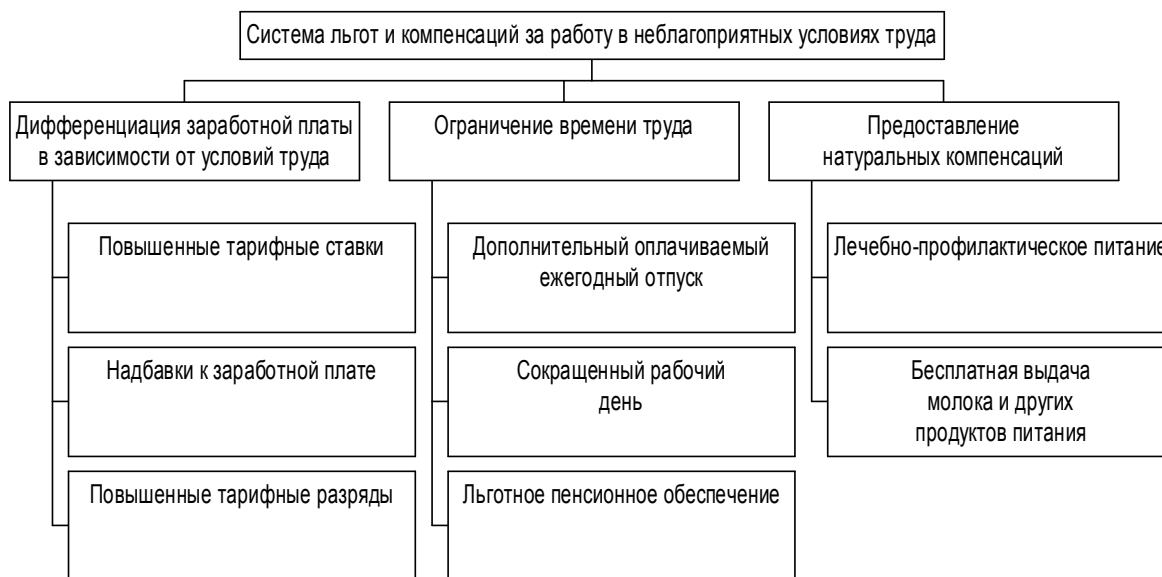 Система льгот и компенсаций за работу в неблагоприятных условиях труда
Дифференциация заработной платы
в зависимости от условий труда
Повышенные тарифные ставки
Надбавки к заработной плате
Повышенные тарифные разряды
Ограничение времени труда
Дополнительный оплачиваемый
ежегодный отпуск
Сокращенный рабочий
день
Льготное пенсионное обеспечение
Предоставление
натуральных компенсаций
Лечебно-профилактическое питание
Бесплатная выдача
молока и других
продуктов питания